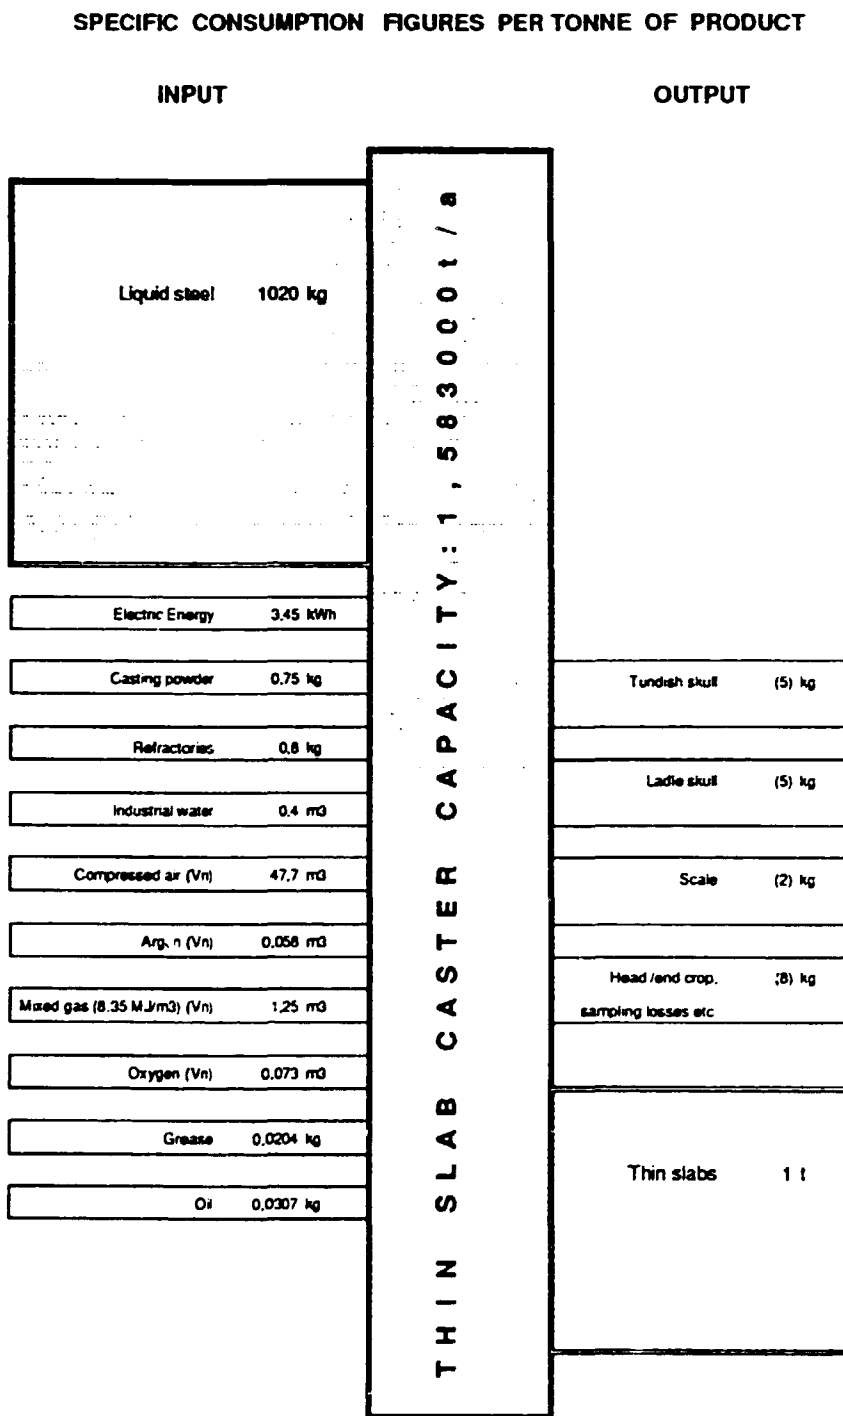 SPECIFIC CONSUMPTION FIGURES PER TONNE OF PRODUCT
INPUT
OUTPUT
Liquid steel 1020 kg
Electric Energy 3,45 kWh
Casting powder 0,75 kg
Refractories 0,8 kg
Industrial water 0,4 m3
Compressed air (Vn) 47,7 m3
Argon (Vn) 0,058 m3
Mixed gas (8.35 MJ/m3) (Vn) 1,25 m3
Oxygen (Vn) 0,073 m3
Grease 0,0204 kg
Oil 0,0307 kg
THIN SLAB CASTER CAPACITY: 1,583000t/a
Tundish skull (5) kg
Ladle skull (5) kg
Scale (2) kg
Head/end crop, (8) kg
sampling losses etc
Thin slabs 1 t